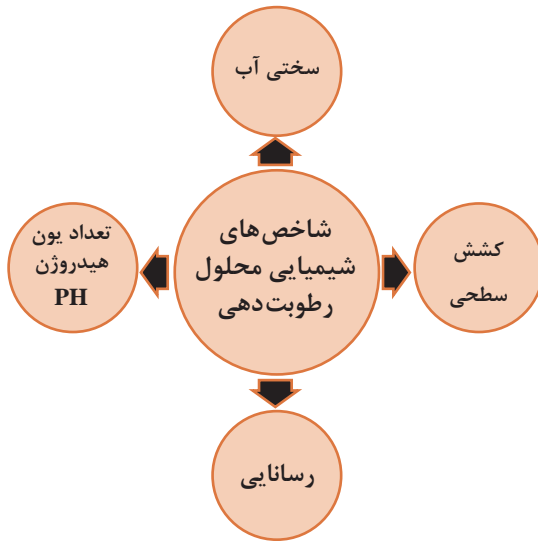 سختی آب
شاخص‌های
شیمیایی محلول
رطوبت‌دهی
کشش
سطحی
تعداد یون
هیدروژن
PH
رسانایی